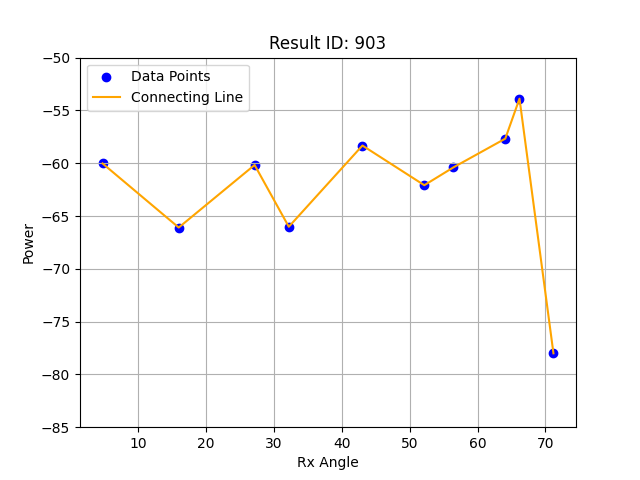 Result ID: 903
Data Points
Connecting Line
Power
−50
−55
−60
−65
−70
−75
−80
−85
10 20 30 40 50 60 70
Rx Angle